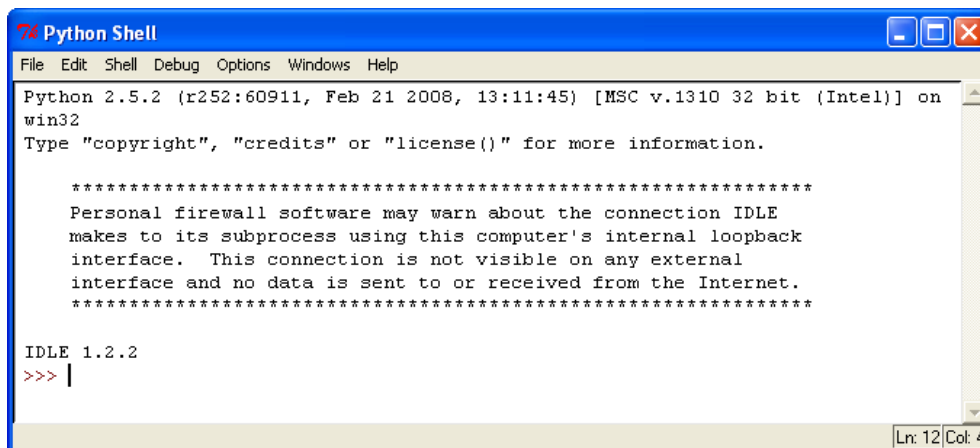 Python Shell
File Edit Shell Debug Options Windows Help
Python 2.5.2 (r252:60911, Feb 21 2008, 13:11:45) [MSC v.1310 32 bit (Intel)] on
win32
Type "copyright", "credits" or "license()" for more information.
****************************************************************
Personal firewall software may warn about the connection IDLE
makes to its subprocess using this computer's internal loopback
interface.  This connection is not visible on any external
interface and no data is sent to or received from the Internet.
****************************************************************
IDLE 1.2.2
>>>
Ln: 12 Col: